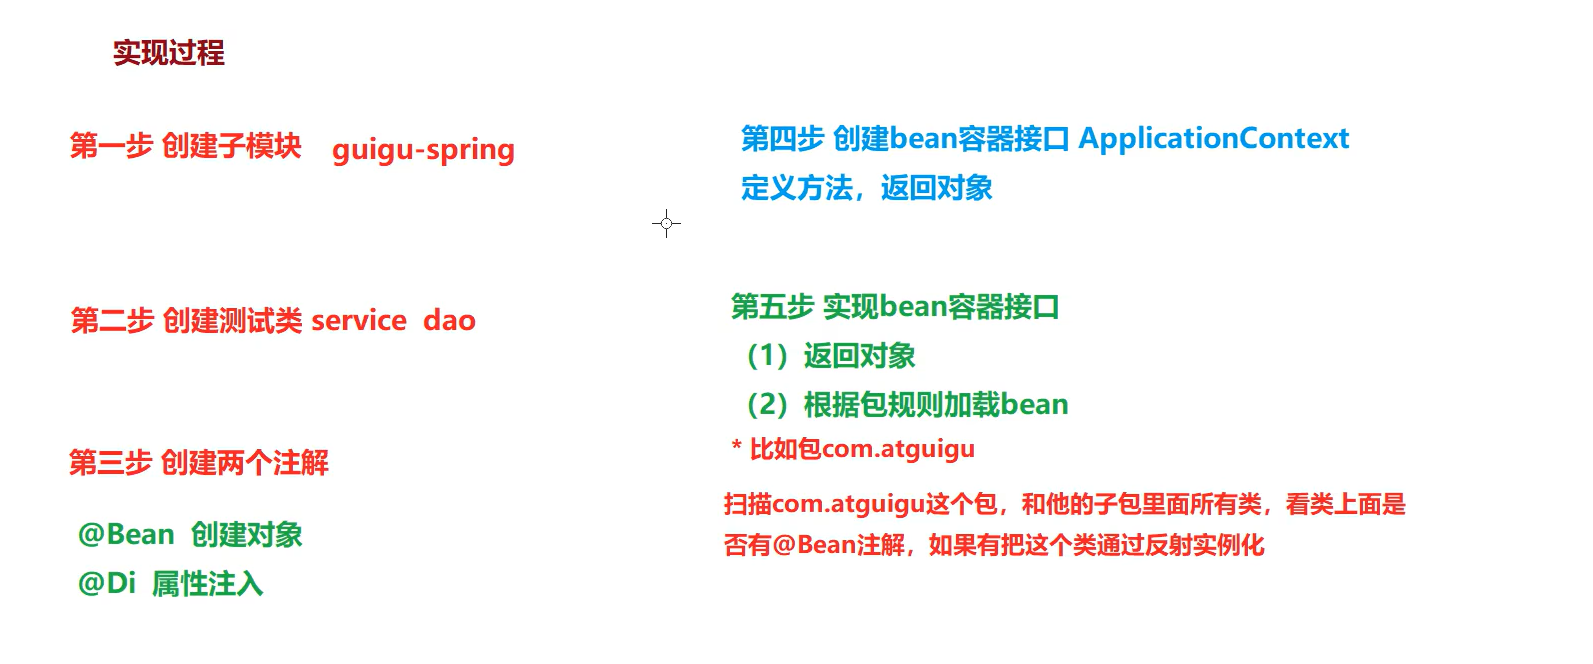 实现过程
第一步 创建子模块 guigu-spring
第二步 创建测试类 service dao
第三步 创建两个注解
@Bean 创建对象
@Di 属性注入
第四步 创建bean容器接口 ApplicationContext
定义方法，返回对象
第五步 实现bean容器接口
（1）返回对象
（2）根据包规则加载bean
* 比如包com.atguigu
扫描com.atguigu这个包，和他的子包里面所有类，看类上面是
否有@Bean注解，如果有把这个类通过反射实例化